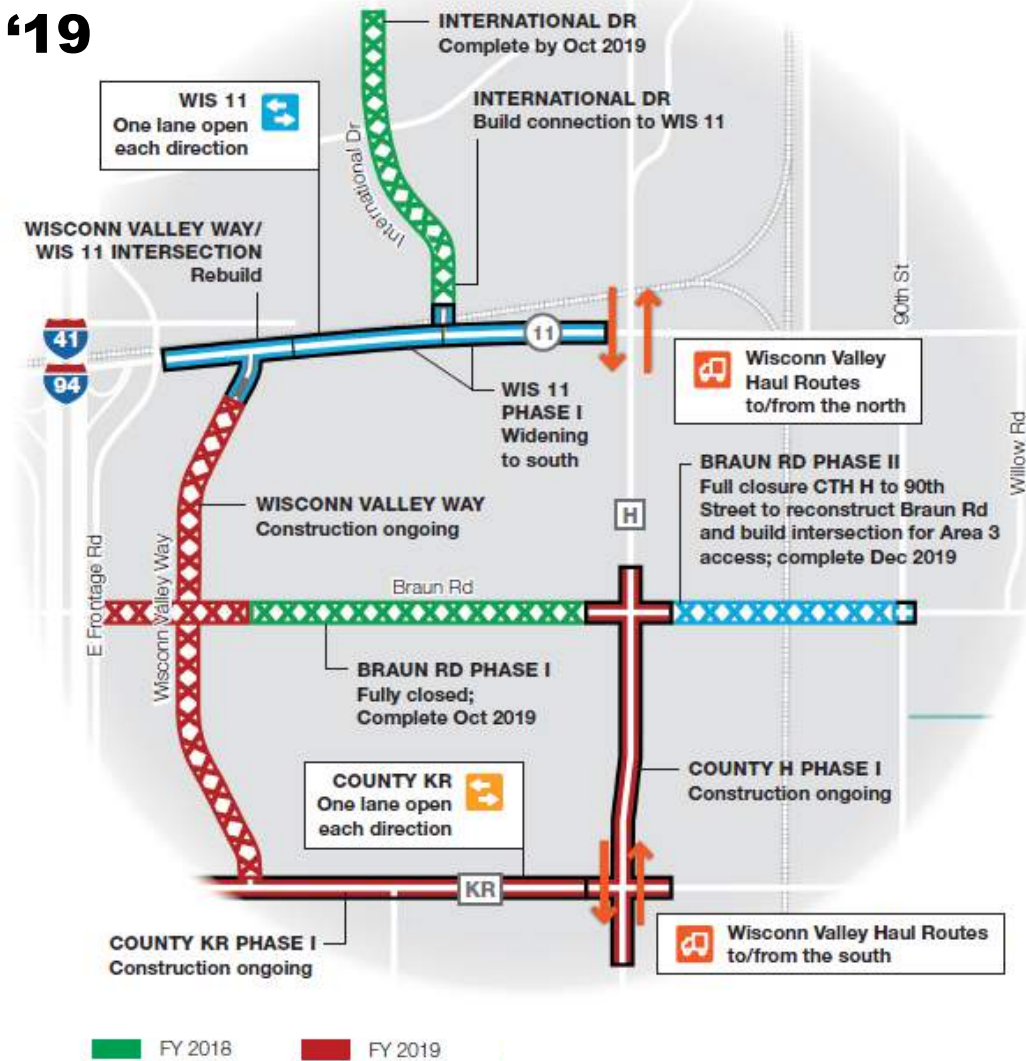 ‘19
INTERNATIONAL DR
Complete by Oct 2019
WIS 11
One lane open
each direction
INTERNATIONAL DR
Build connection to WIS 11
International Dr
WISCONN VALLEY WAY/
WIS 11 INTERSECTION
Rebuild
90th St
41
94
11
Wisconn Valley
Haul Routes
to/from the north
WIS 11
PHASE I
Widening
to south
Willow Rd
BRAUN RD PHASE II
Full closure CTH H to 90th
Street to reconstruct Braun Rd
and build intersection for Area 3
access; complete Dec 2019
WISCONN VALLEY WAY
Construction ongoing
H
E Frontage Rd
Wisconn Valley Way
Braun Rd
BRAUN RD PHASE I
Fully closed;
Complete Oct 2019
COUNTY KR
One lane open
each direction
COUNTY H PHASE I
Construction ongoing
KR
COUNTY KR PHASE I
Construction ongoing
Wisconn Valley Haul Routes
to/from the south
FY 2018
FY 2019